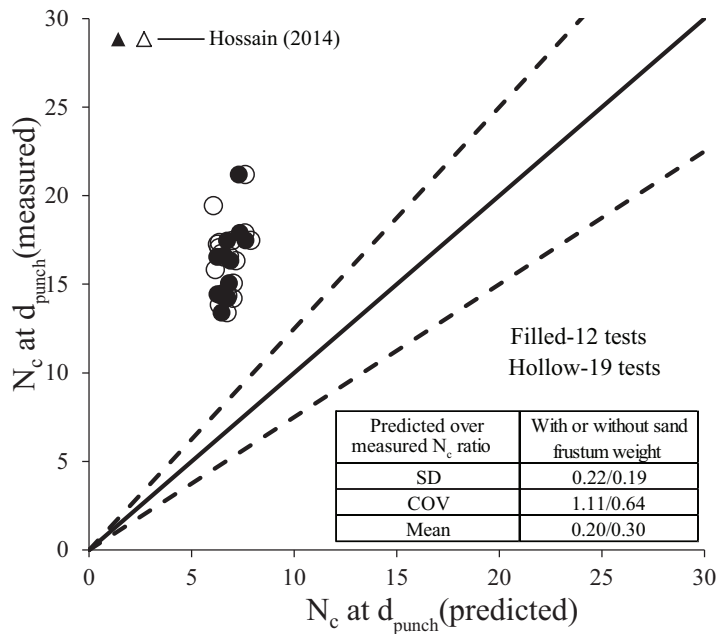 30
25
20
15
10
5
0
N_c at d_punch(measured)
▲ △ — Hossain (2014)
Filled-12 tests
Hollow-19 tests
Predicted over measured N_c ratio
With or without sand frustum weight
SD 0.22/0.19
COV 1.11/0.64
Mean 0.20/0.30
0 5 10 15 20 25 30
N_c at d_punch(predicted)